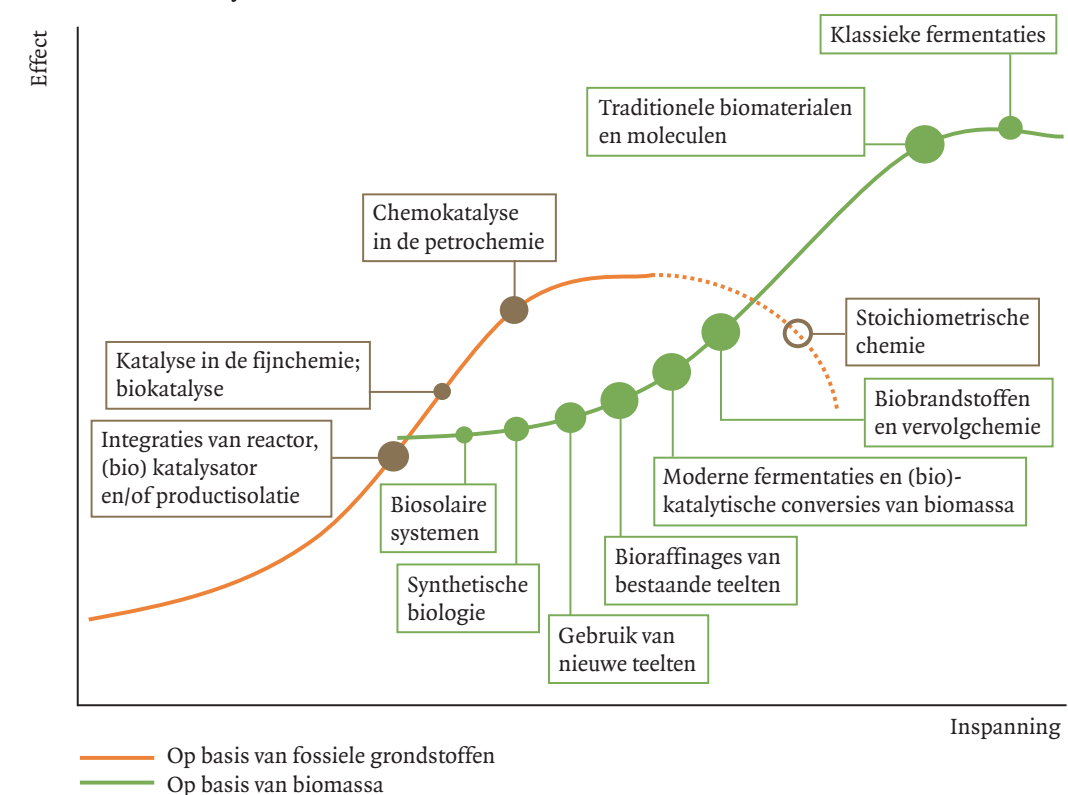 Effect
Klassieke fermentaties
Traditionele biomaterialen
en moleculen
Chemokatalyse
in de petrochemie
Stoichiometrische
chemie
Katalyse in de fijnchemie;
biokatalyse
Biobrandstoffen
en vervolgchemie
Integraties van reactor,
(bio) katalysator
en/of productisolatie
Moderne fermentaties en (bio)-
katalytische conversies van biomassa
Biosolaire
systemen
Bioraffinages van
bestaande teelten
Synthetische
biologie
Gebruik van
nieuwe teelten
Inspanning
Op basis van fossiele grondstoffen
Op basis van biomassa